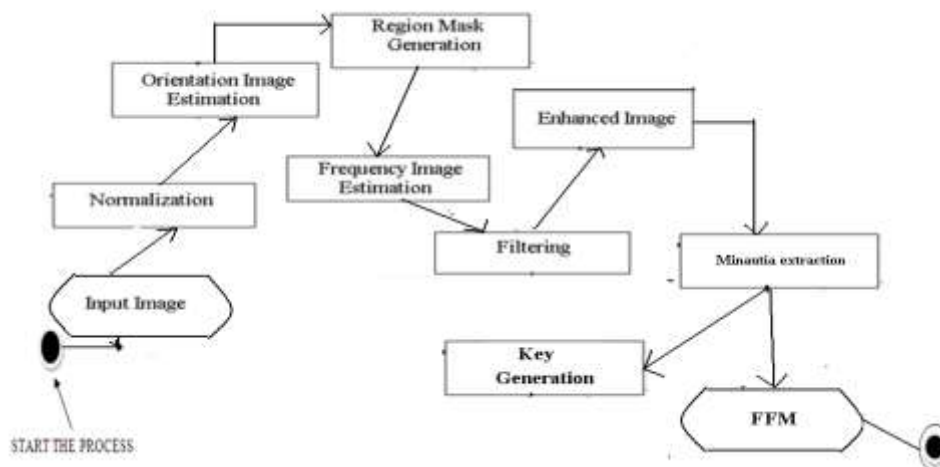 Region Mask
Generation
Orientation Image
Estimation
Enhanced Image
Frequency Image
Estimation
Normalization
Filtering
Minautia extraction
Input Image
Key
Generation
FFM
START THE PROCESS